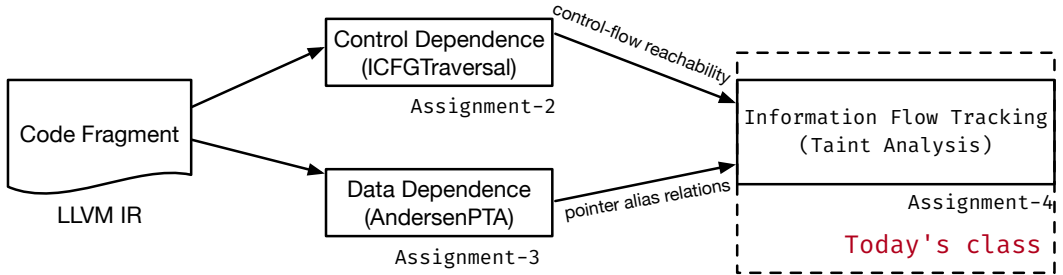 Code Fragment
LLVM IR
Control Dependence
(ICFGTraversal)
Assignment-2
control-flow reachability
Data Dependence
(AndersenPTA)
Assignment-3
pointer alias relations
Information Flow Tracking
(Taint Analysis)
Assignment-4
Today's class